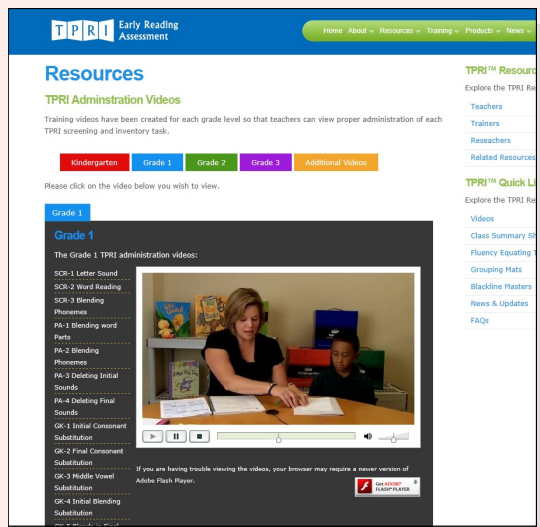 TPRI Early Reading
Assessment
Home About Resources Training Products News
Resources
TPRI Adminstration Videos
Training videos have been created for each grade level so that teachers can view proper administration of each
TPRI screening and inventory task.
Kindergarten Grade 1 Grade 2 Grade 3 Additional Videos
Please click on the video below you wish to view.
Grade 1
Grade 1
The Grade 1 TPRI administration videos:
SCR-1 Letter Sound
SCR-2 Word Reading
SCR-3 Blending
Phonemes
PA-1 Blending word
Parts
PA-2 Blending
Phonemes
PA-3 Deleting Initial
Sounds
PA-4 Deleting Final
Sounds
GK-1 Initial Consonant
Substitution
GK-2 Final Consonant
Substitution
GK-3 Middle Vowel
Substitution
GK-4 Initial Blending
Substitution
If you are having trouble viewing the videos, your browser may require a newer version of
Adobe Flash Player.
Get ADOBE®
FLASH® PLAYER
TPRI™ Resourc
Explore the TPRI Re
Teachers
Trainers
Reseachers
Related Resources
TPRI™ Quick Li
Explore the TPRI Re
Videos
Class Summary Sh
Fluency Equating T
Grouping Mats
Blackline Masters
News & Updates
FAQs